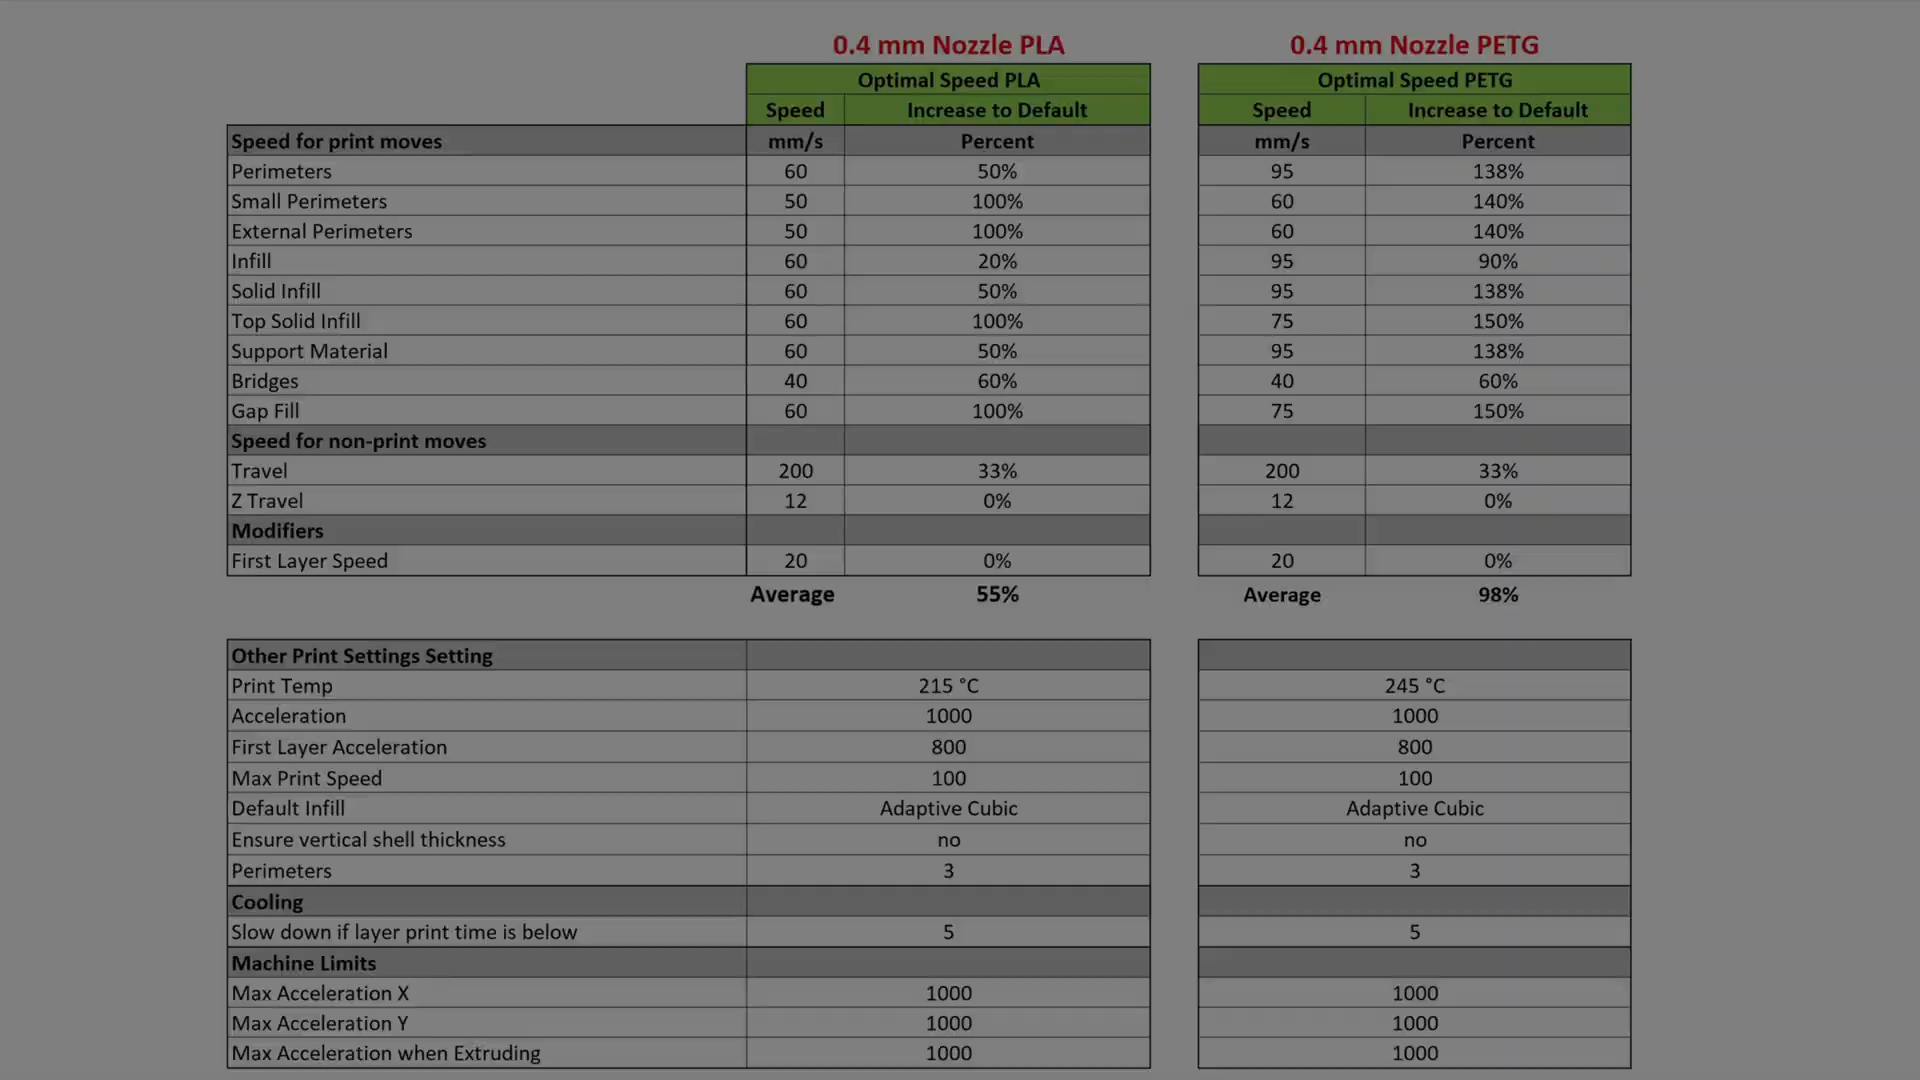 0.4 mm Nozzle PLA 0.4 mm Nozzle PETG
Optimal Speed PLA Optimal Speed PETG
Speed Increase to Default Speed Increase to Default
Speed for print moves mm/s Percent mm/s Percent
Perimeters 60 50% 95 138%
Small Perimeters 50 100% 60 140%
External Perimeters 50 100% 60 140%
Infill 60 20% 95 90%
Solid Infill 60 50% 95 138%
Top Solid Infill 60 100% 75 150%
Support Material 60 50% 95 138%
Bridges 40 60% 40 60%
Gap Fill 60 100% 75 150%
Speed for non-print moves
Travel 200 33% 200 33%
Z Travel 12 0% 12 0%
Modifiers
First Layer Speed 20 0% 20 0%
Average 55% Average 98%
Other Print Settings Setting
Print Temp 215 °C 245 °C
Acceleration 1000 1000
First Layer Acceleration 800 800
Max Print Speed 100 100
Default Infill Adaptive Cubic Adaptive Cubic
Ensure vertical shell thickness no no
Perimeters 3 3
Cooling
Slow down if layer print time is below 5 5
Machine Limits
Max Acceleration X 1000 1000
Max Acceleration Y 1000 1000
Max Acceleration when Extruding 1000 1000